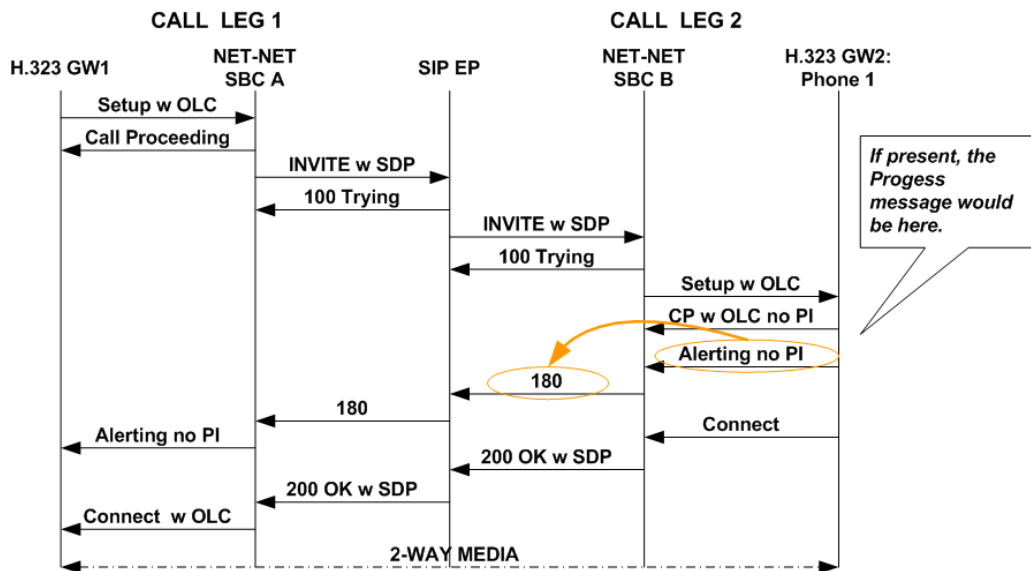 CALL LEG 1
CALL LEG 2
H.323 GW1
NET-NET
SBC A
SIP EP
NET-NET
SBC B
H.323 GW2:
Phone 1
Setup w OLC
Call Proceeding
INVITE w SDP
100 Trying
INVITE w SDP
100 Trying
Setup w OLC
CP w OLC no PI
Alerting no PI
180
180
Alerting no PI
Connect
200 OK w SDP
200 OK w SDP
Connect w OLC
2-WAY MEDIA
If present, the
Progess
message would
be here.